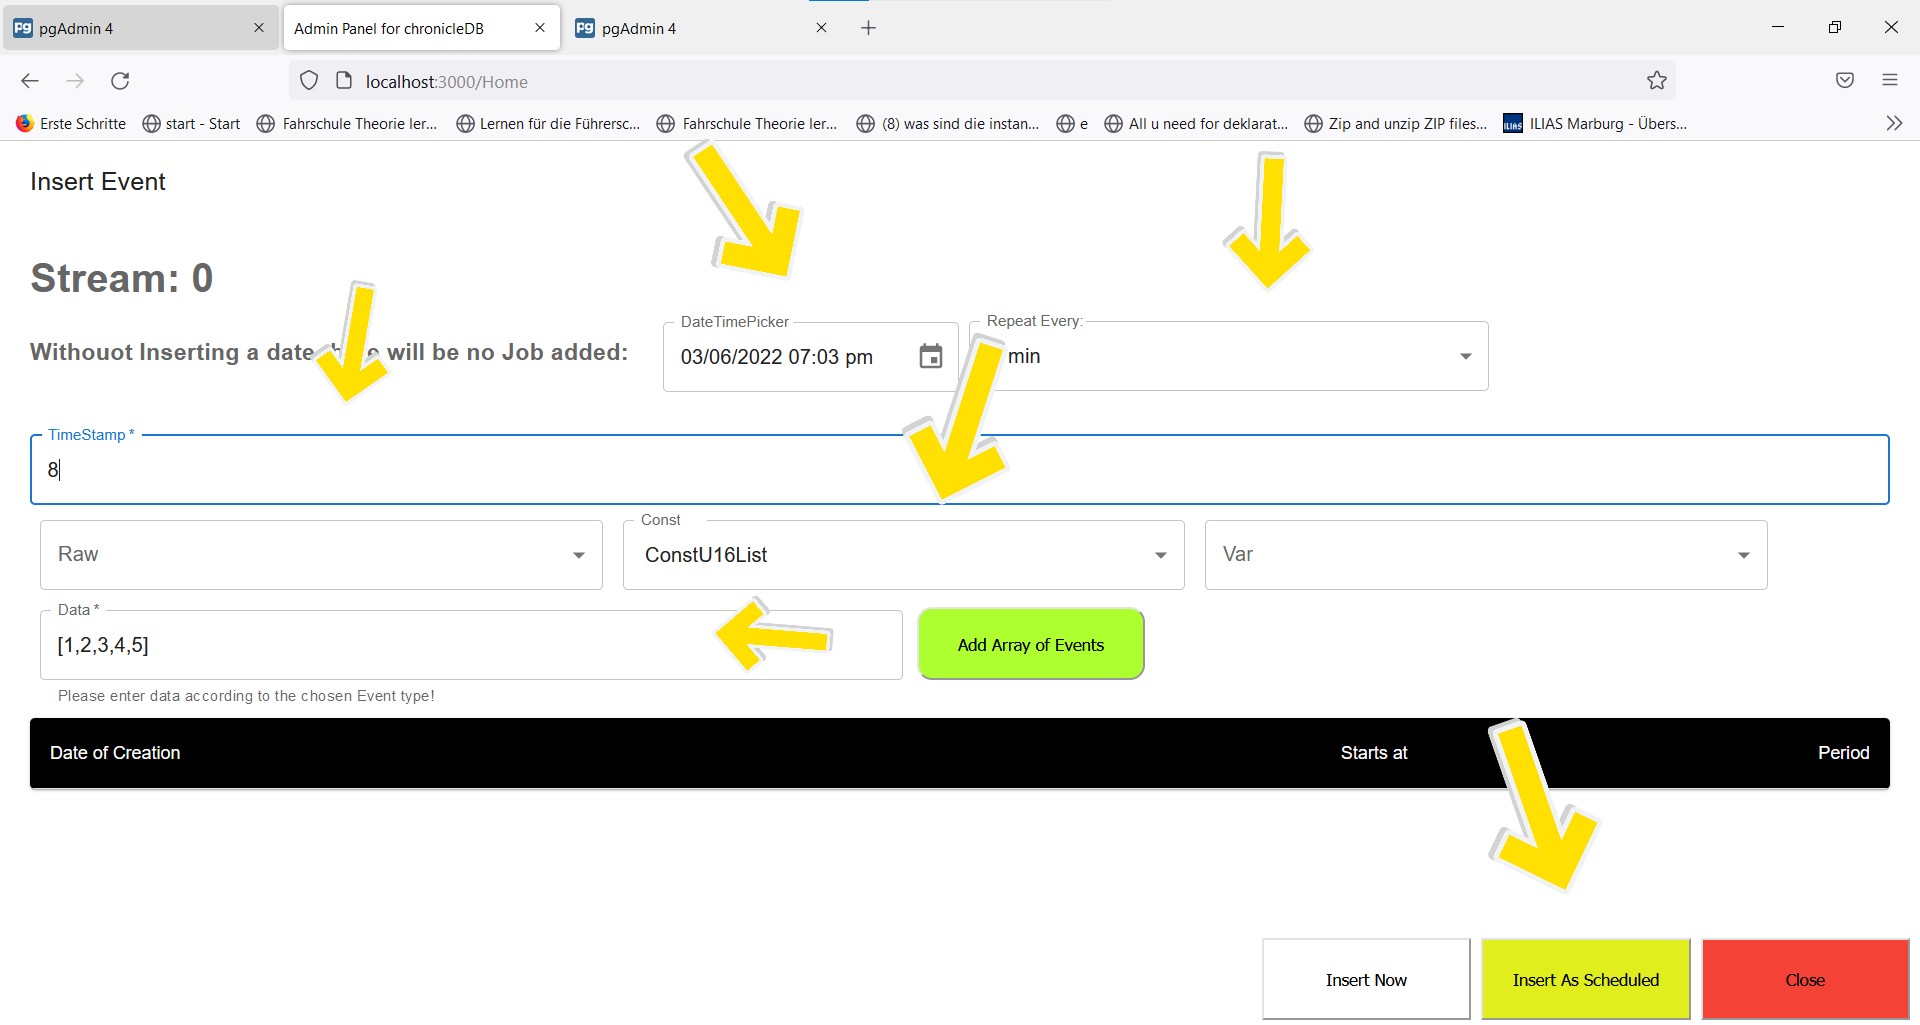 pgAdmin 4
Admin Panel for chronicleDB
pgAdmin 4
localhost:3000/Home
Erste Schritte
start - Start
Fahrschule Theorie ler...
Lernen für die Führersc...
Fahrschule Theorie ler...
(8) was sind die instan...
e
All u need for deklarat...
Zip and unzip ZIP files...
ILIAS Marburg - Übers...
Insert Event
Stream: 0
Withouot Inserting a date will be no Job added:
DateTimePicker
03/06/2022 07:03 pm
Repeat Every:
min
TimeStamp *
8
Raw
Const
ConstU16List
Var
Data *
[1,2,3,4,5]
Add Array of Events
Please enter data according to the chosen Event type!
Date of Creation
Starts at
Period
Insert Now
Insert As Scheduled
Close